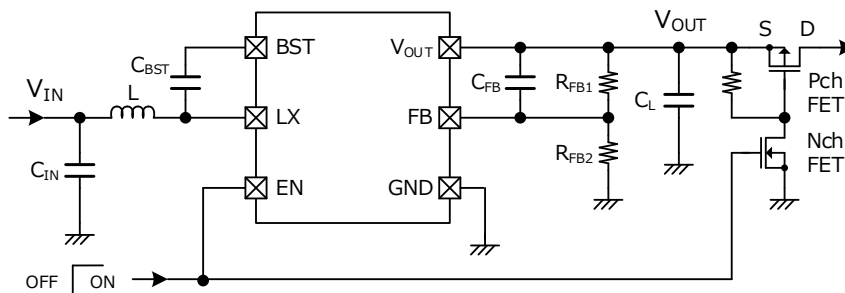 V_OUT
S D
BST
V_OUT
C_BST
V_IN
L
C_FB
R_FB1
Pch
FET
LX
FB
C_L
Nch
FET
C_IN
R_FB2
EN
GND
OFF ON